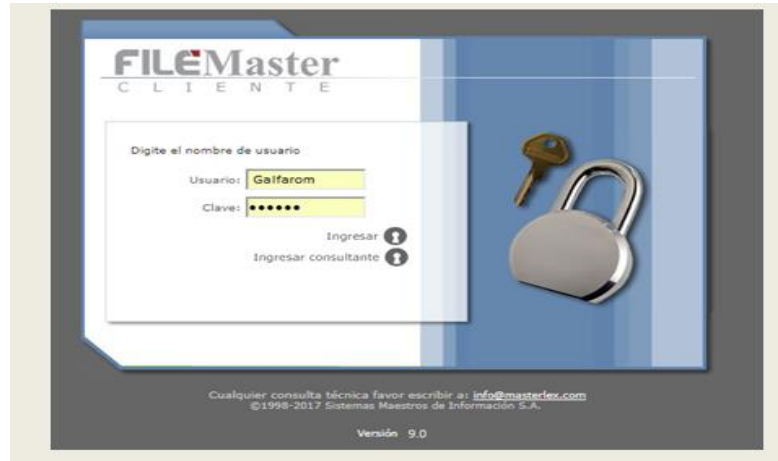 FILEMaster
CLIENTE
Digite el nombre de usuario
Usuario: Galfarom
Clave: ••••••
Ingresar
Ingresar consultante
Cualquier consulta técnica favor escribir a: info@masterlex.com
©1998-2017 Sistemas Maestros de Información S.A.
Versión 9.0